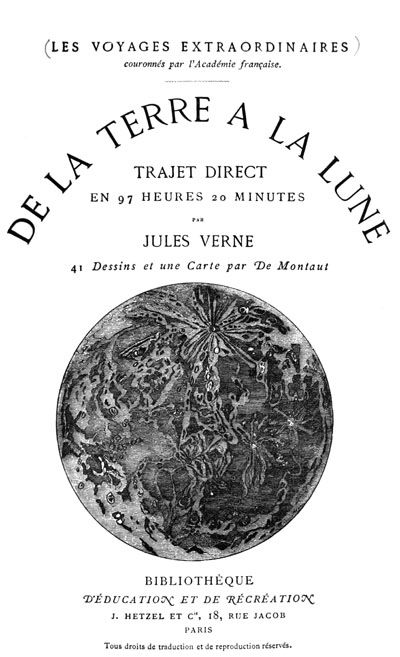 (LES VOYAGES EXTRAORDINAIRES)
couronnés par l'Académie française.
DE LA TERRE A LA LUNE
TRAJET DIRECT
EN 97 HEURES 20 MINUTES
PAR
JULES VERNE
41 Dessins et une Carte par De Montaut
BIBLIOTHÈQUE
D'ÉDUCATION ET DE RÉCRÉATION
J. HETZEL ET Cie, 18, RUE JACOB
PARIS
Tous droits de traduction et de reproduction réservés.